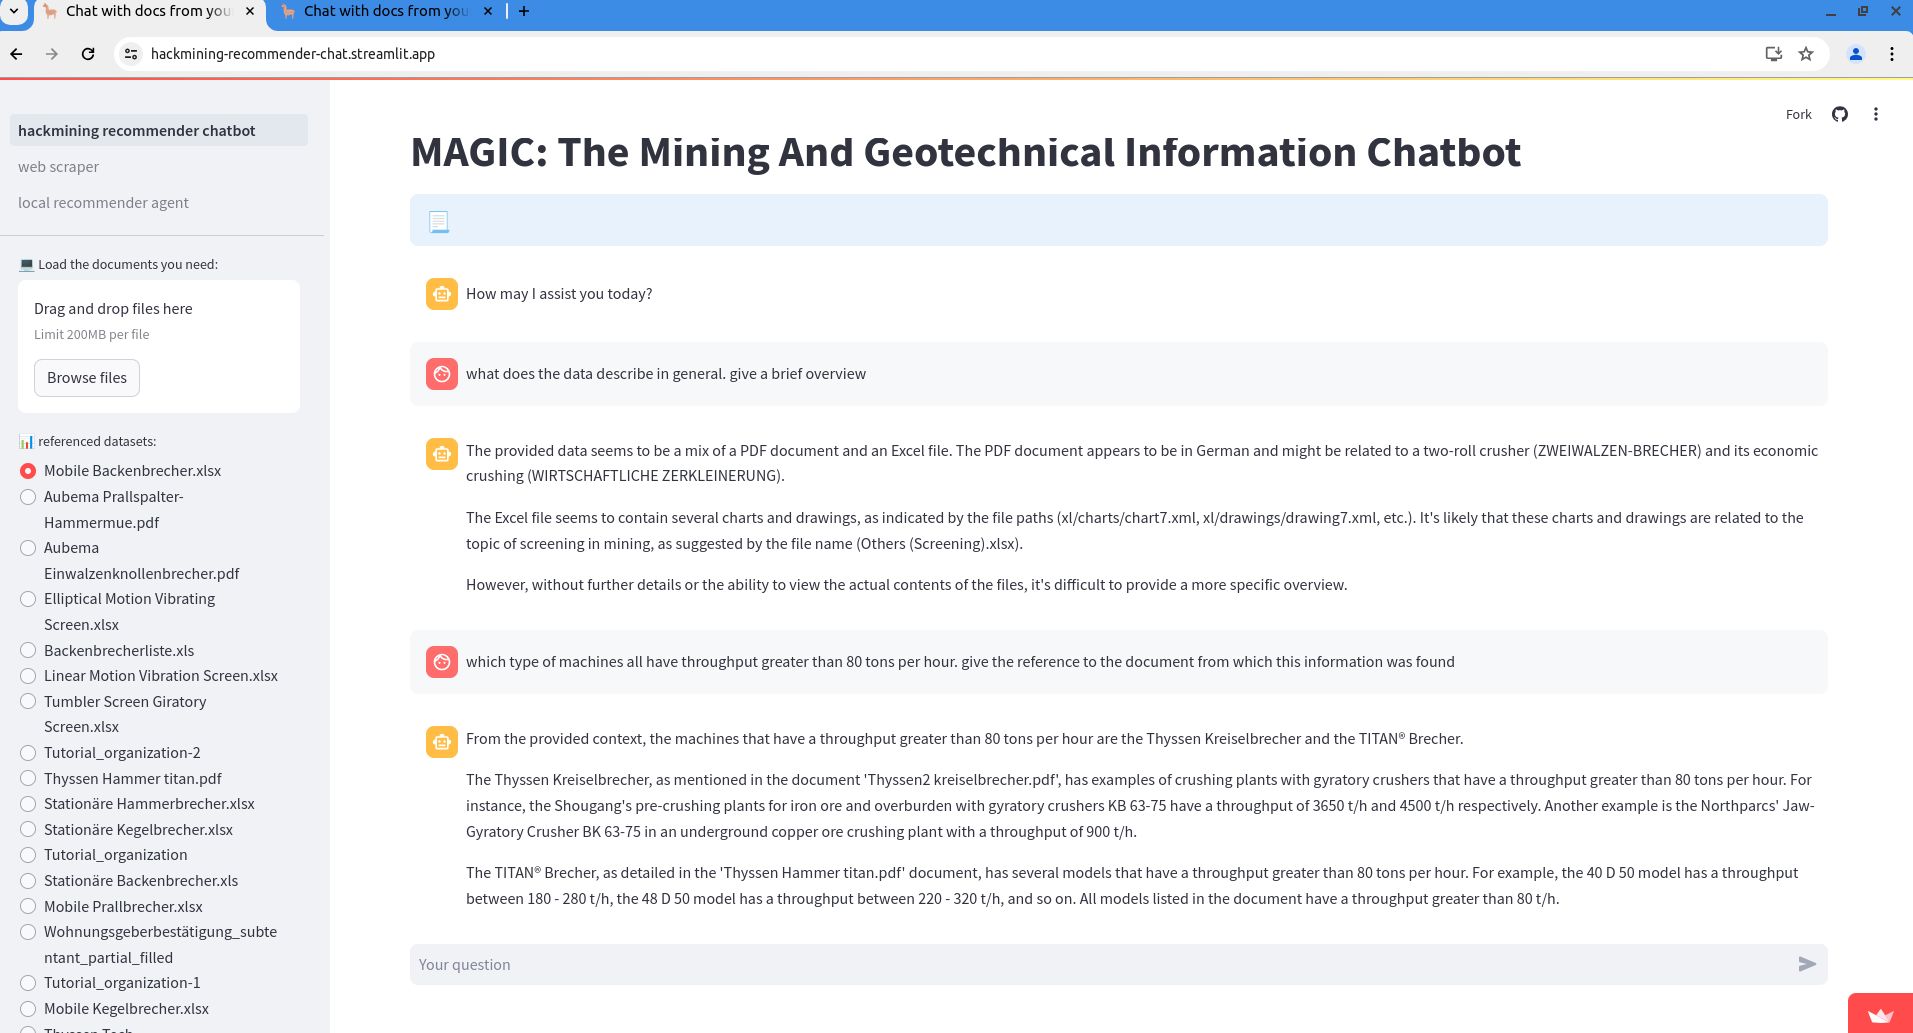 Chat with docs from you
Chat with docs from you
hackmining-recommender-chat.streamlit.app
hackmining recommender chatbot
web scraper
local recommender agent
💻 Load the documents you need:
Drag and drop files here
Limit 200MB per file
Browse files
📊 referenced datasets:
Mobile Backenbrecher.xlsx
Aubema Prallspalter-
Hammermue.pdf
Aubema
Einwalzenknollenbrecher.pdf
Elliptical Motion Vibrating
Screen.xlsx
Backenbrecherliste.xls
Linear Motion Vibration Screen.xlsx
Tumbler Screen Giratory
Screen.xlsx
Tutorial_organization-2
Thyssen Hammer titan.pdf
Stationäre Hammerbrecher.xlsx
Stationäre Kegelbrecher.xlsx
Tutorial_organization
Stationäre Backenbrecher.xls
Mobile Prallbrecher.xlsx
Wohnungsgeberbestätigung_subte
ntant_partial_filled
Tutorial_organization-1
Mobile Kegelbrecher.xlsx
Thyssen Tech
Fork
MAGIC: The Mining And Geotechnical Information Chatbot
How may I assist you today?
what does the data describe in general. give a brief overview
The provided data seems to be a mix of a PDF document and an Excel file. The PDF document appears to be in German and might be related to a two-roll crusher (ZWEIWALZEN-BRECHER) and its economic
crushing (WIRTSCHAFTLICHE ZERKLEINERUNG).
The Excel file seems to contain several charts and drawings, as indicated by the file paths (xl/charts/chart7.xml, xl/drawings/drawing7.xml, etc.). It's likely that these charts and drawings are related to the
topic of screening in mining, as suggested by the file name (Others (Screening).xlsx).
However, without further details or the ability to view the actual contents of the files, it's difficult to provide a more specific overview.
which type of machines all have throughput greater than 80 tons per hour. give the reference to the document from which this information was found
From the provided context, the machines that have a throughput greater than 80 tons per hour are the Thyssen Kreiselbrecher and the TITAN® Brecher.
The Thyssen Kreiselbrecher, as mentioned in the document 'Thyssen2 kreiselbrecher.pdf', has examples of crushing plants with gyratory crushers that have a throughput greater than 80 tons per hour. For
instance, the Shougang's pre-crushing plants for iron ore and overburden with gyratory crushers KB 63-75 have a throughput of 3650 t/h and 4500 t/h respectively. Another example is the Northparcs' Jaw-
Gyratory Crusher BK 63-75 in an underground copper ore crushing plant with a throughput of 900 t/h.
The TITAN® Brecher, as detailed in the 'Thyssen Hammer titan.pdf' document, has several models that have a throughput greater than 80 tons per hour. For example, the 40 D 50 model has a throughput
between 180 - 280 t/h, the 48 D 50 model has a throughput between 220 - 320 t/h, and so on. All models listed in the document have a throughput greater than 80 t/h.
Your question